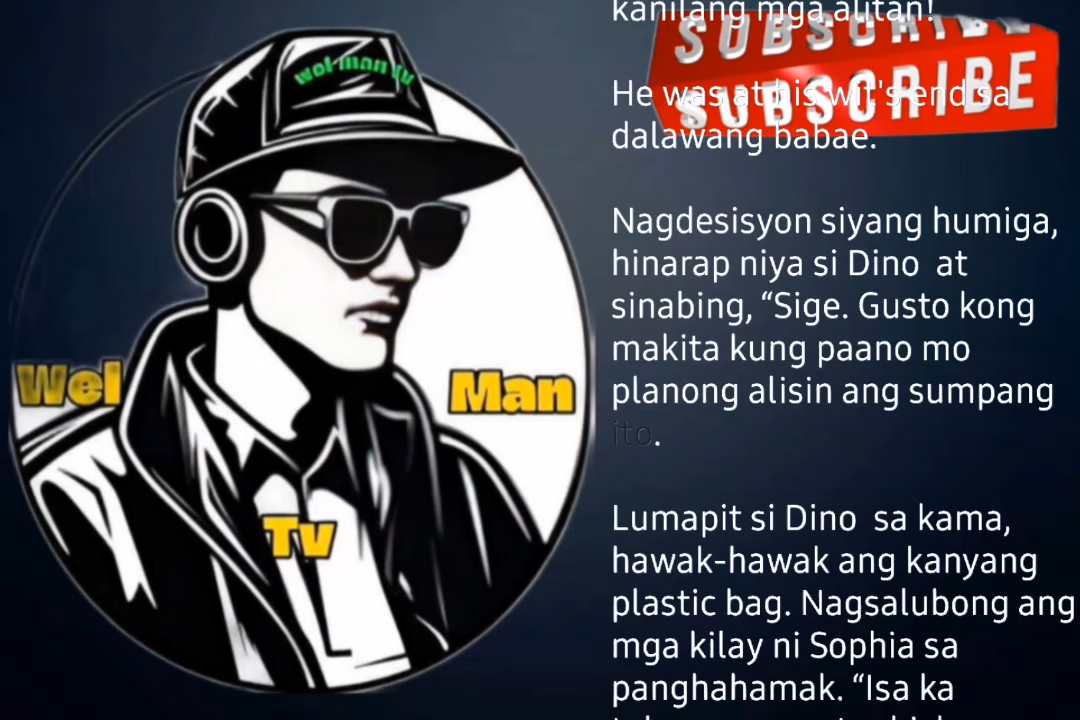 wol man tv
Wel
Man
Tv
SUBSCRIBE
SUBSCRIBE
kanilang mga alitan!
He was at his wit's end sa
dalawang babae.
Nagdesisyon siyang humiga,
hinarap niya si Dino at
sinabing, “Sige. Gusto kong
makita kung paano mo
planong alisin ang sumpang
ito.
Lumapit si Dino sa kama,
hawak-hawak ang kanyang
plastic bag. Nagsalubong ang
mga kilay ni Sophia sa
panghahamak. “Isa ka